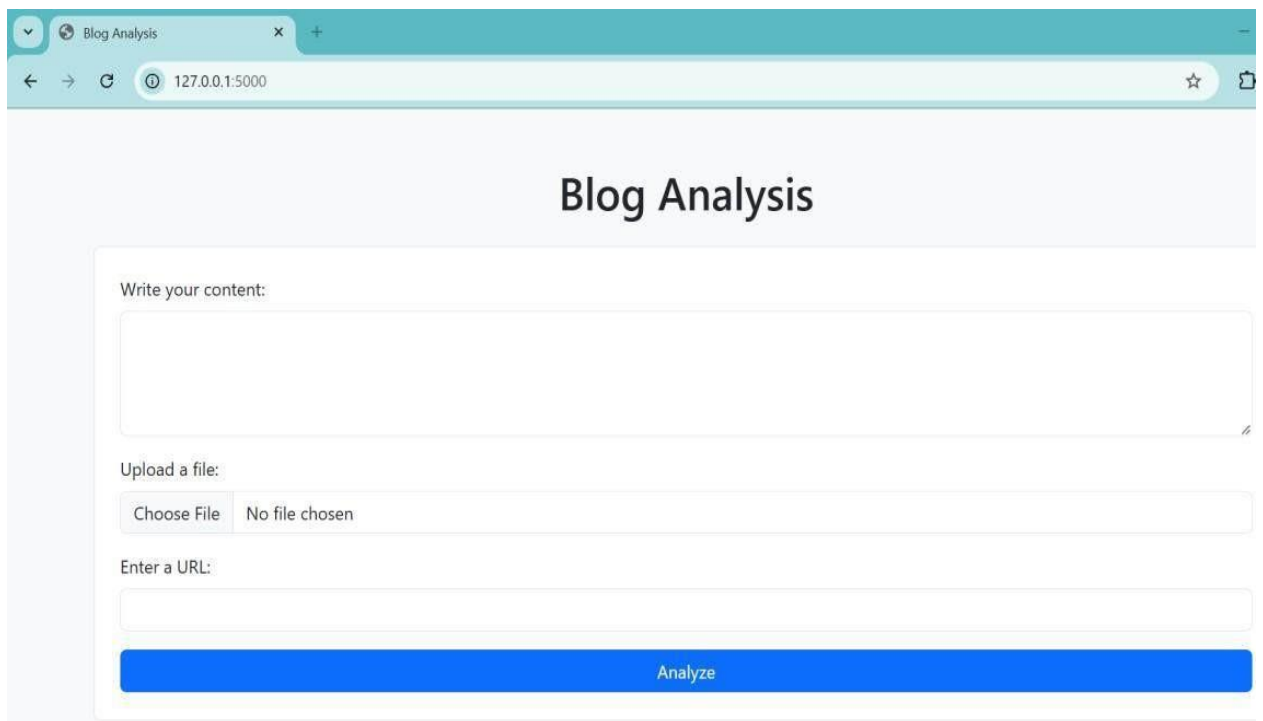 Blog Analysis
127.0.0.1:5000
Blog Analysis
Write your content:
Upload a file:
Choose File No file chosen
Enter a URL:
Analyze